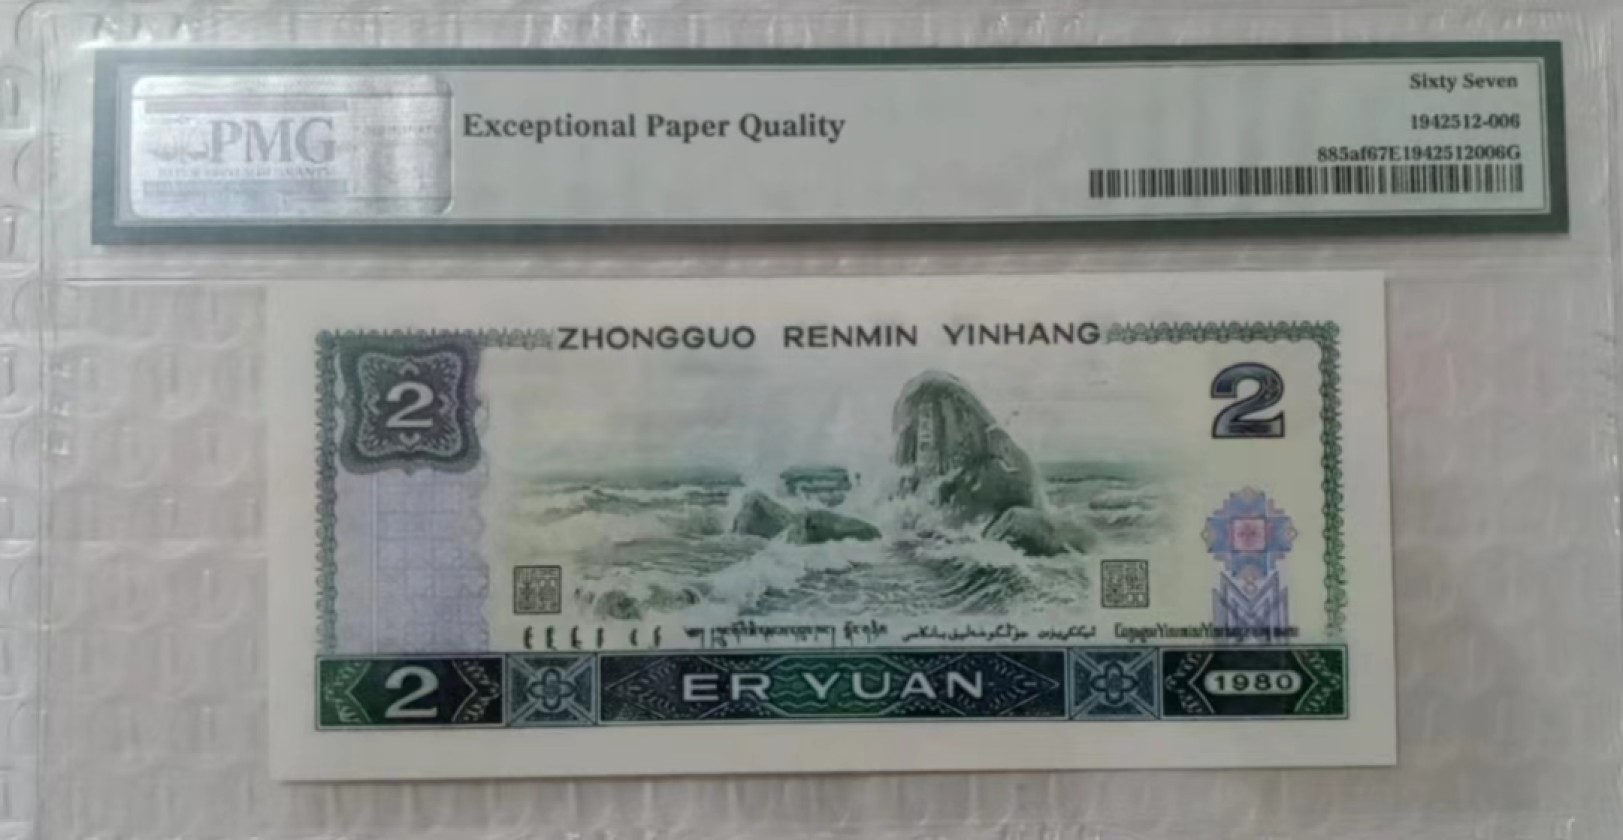 Sixty Seven
PMG
Exceptional Paper Quality
1942512-006
885af67E1942512006G
ZHONGGUO RENMIN YINHANG
2
2
2
ER YUAN
1980